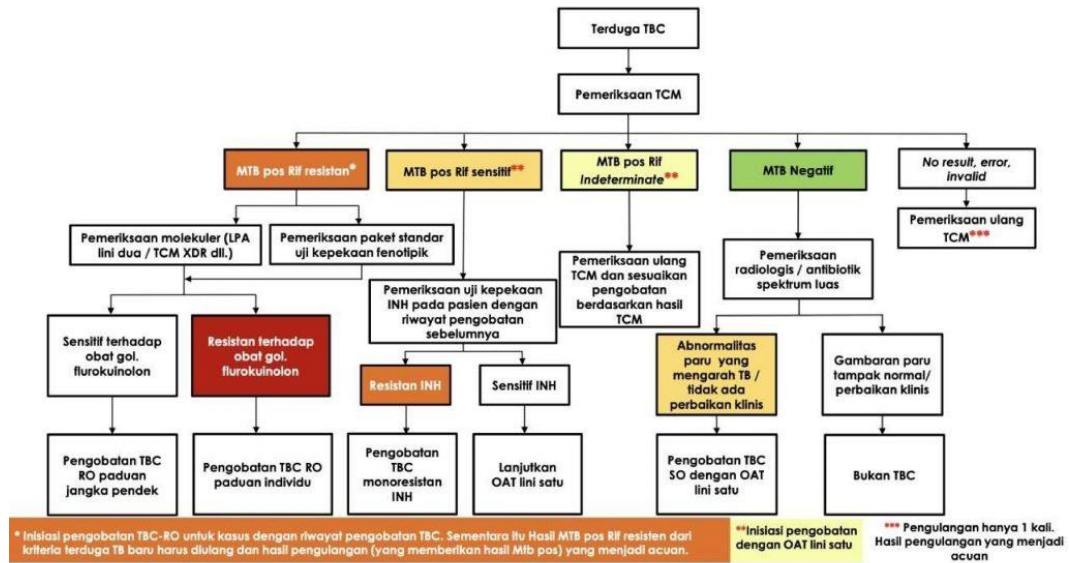 Terduga TBC
Pemeriksaan TCM
MTB pos Rif resistan*
MTB pos Rif sensitif**
MTB pos Rif
Indeterminate**
MTB Negatif
No result, error,
invalid
Pemeriksaan molekuler (LPA
lini dua / TCM XDR dll.)
Pemeriksaan paket standar
uji kepekaan fenotipik
Pemeriksaan ulang
TCM***
Pemeriksaan uji kepekaan
INH pada pasien dengan
riwayat pengobatan
sebelumnya
Pemeriksaan ulang
TCM dan sesuaikan
pengobatan
berdasarkan hasil
TCM
Pemeriksaan
radiologis / antibiotik
spektrum luas
Sensitif terhadap
obat gol.
flurokuinolon
Resistan terhadap
obat gol.
flurokuinolon
Resistan INH
Sensitif INH
Abnormalitas
paru yang
mengarah TB /
tidak ada
perbaikan klinis
Gambaran paru
tampak normal/
perbaikan klinis
Pengobatan TBC
RO paduan
jangka pendek
Pengobatan TBC RO
paduan individu
Pengobatan
TBC
monoresistan
INH
Lanjutkan
OAT lini satu
Pengobatan TBC
SO dengan OAT
lini satu
Bukan TBC
* Inisiasi pengobatan TBC-RO untuk kasus dengan riwayat pengobatan TBC. Sementara itu Hasil MTB pos Rif resisten dari
kriteria terduga TB baru harus diulang dan hasil pengulangan (yang memberikan hasil Mtb pos) yang menjadi acuan.
**Inisiasi pengobatan
dengan OAT lini satu
*** Pengulangan hanya 1 kali.
Hasil pengulangan yang menjadi
acuan